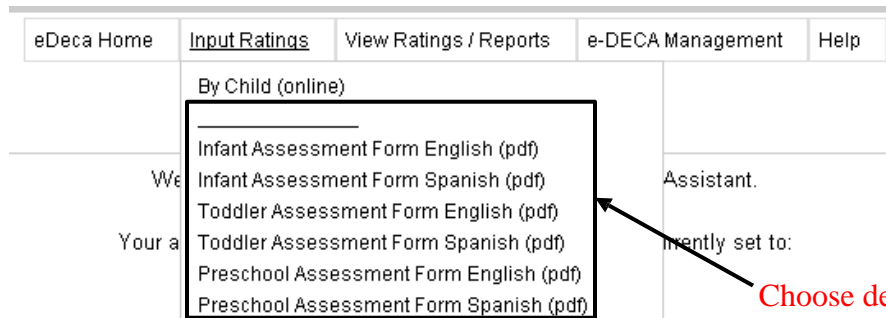 eDeca Home Input Ratings View Ratings / Reports e-DECA Management Help
By Child (online)
Infant Assessment Form English (pdf)
Infant Assessment Form Spanish (pdf) Assistant.
Toddler Assessment Form English (pdf)
Your a Toddler Assessment Form Spanish (pdf) set to:
Preschool Assessment Form English (pdf)
Choose
Preschool Assessment Form Spanish (pdf)